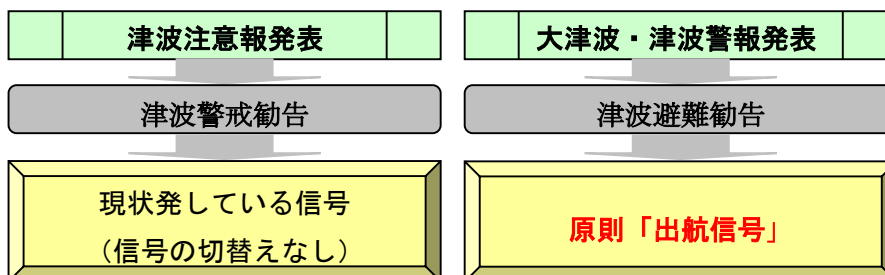 津波注意報発表
大津波・津波警報発表
津波警戒勧告
津波避難勧告
現状発している信号
（信号の切替えなし）
原則「出航信号」